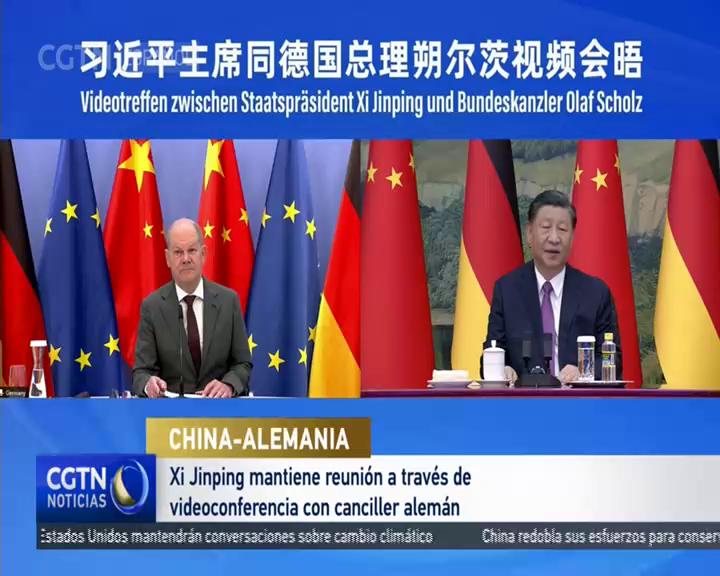 CGTN
习近平主席同德国总理朔尔茨视频会晤
Videotreffen zwischen Staatspräsident Xi Jinping und Bundeskanzler Olaf Scholz
Germany
CHINA-ALEMANIA
CGTN
NOTICIAS
Xi Jinping mantiene reunión a través de
videoconferencia con canciller alemán
Estados Unidos mantendrán conversaciones sobre cambio climático China redobla sus esfuerzos para conser